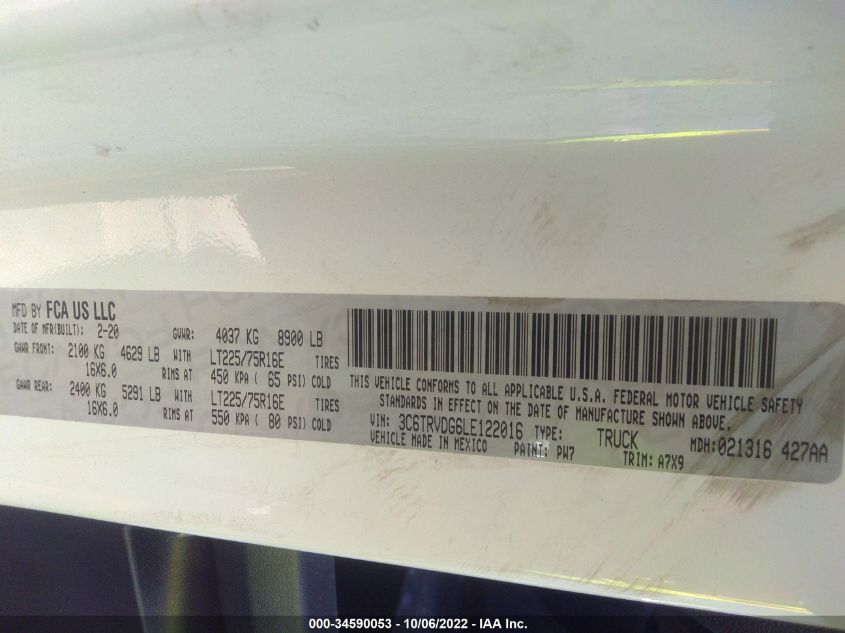 MFD BY FCA US LLC
DATE OF MFR(BUILT): 2-20 GVWR: 4037 KG 8900 LB
GAWR FRONT: 2100 KG 4629 LB WITH LT225/75R16E TIRES
16X6.0 RIMS AT 450 KPA ( 65 PSI) COLD
GAWR REAR: 2400 KG 5291 LB WITH LT225/75R16E TIRES
16X6.0 RIMS AT 550 KPA ( 80 PSI) COLD
THIS VEHICLE CONFORMS TO ALL APPLICABLE U.S.A. FEDERAL MOTOR VEHICLE SAFETY
STANDARDS IN EFFECT ON THE DATE OF MANUFACTURE SHOWN ABOVE.
VIN: 3C6TRVDG6LE122016 TYPE: TRUCK MDH:021316 427AA
VEHICLE MADE IN MEXICO PAINT: PW7 TRIM: A7X9
000-34590053 - 10/06/2022 - IAA Inc.